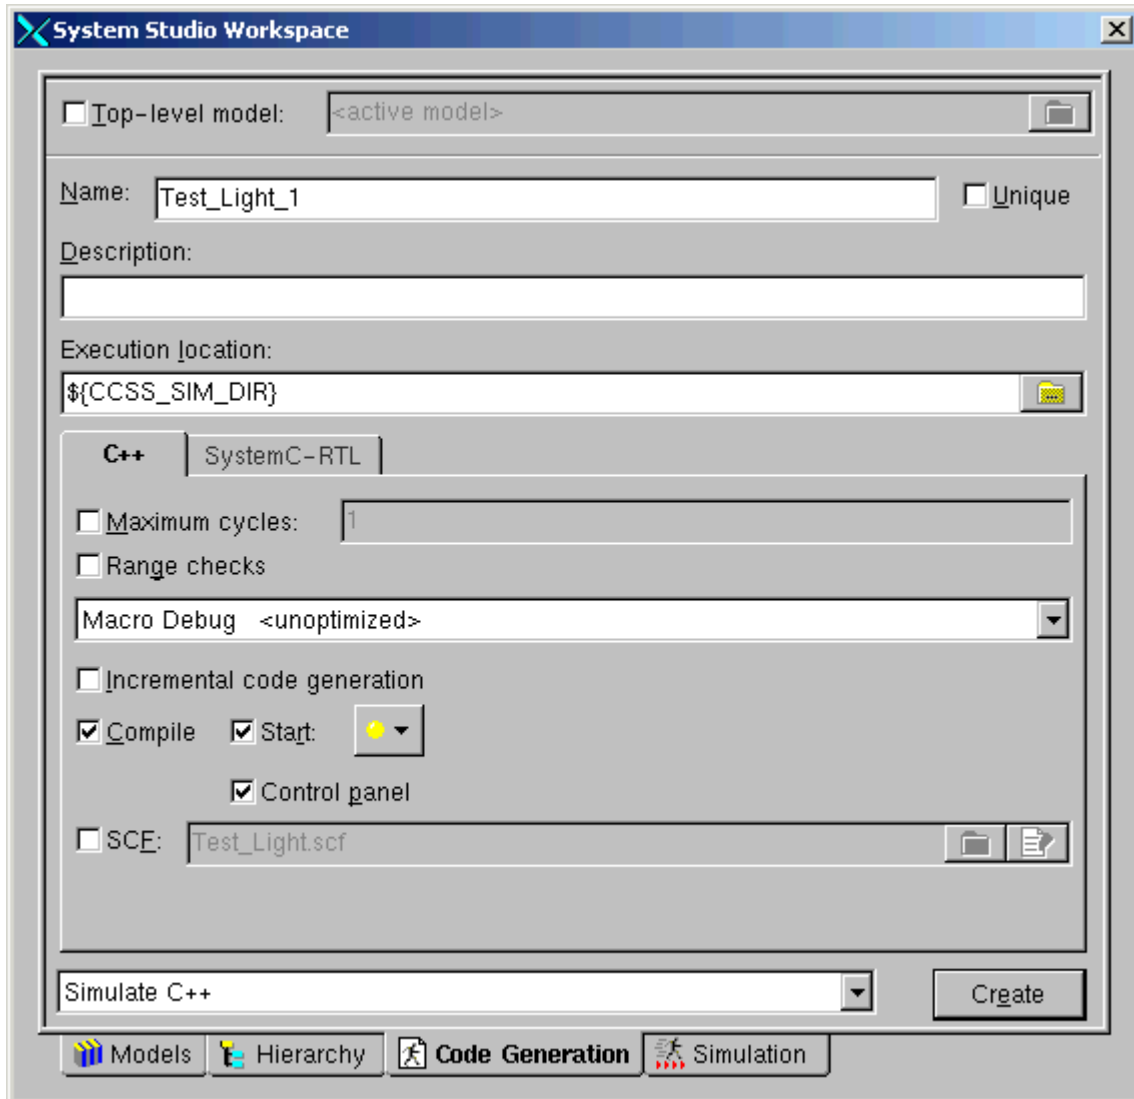 System Studio Workspace
Top-level model: <active model>
Name: Test_Light_1 Unique
Description:
Execution location:
${CCSS_SIM_DIR}
C++ SystemC-RTL
Maximum cycles: 1
Range checks
Macro Debug <unoptimized>
Incremental code generation
Compile Start:
Control panel
SCF: Test_Light.scf
Simulate C++ Create
Models Hierarchy Code Generation Simulation